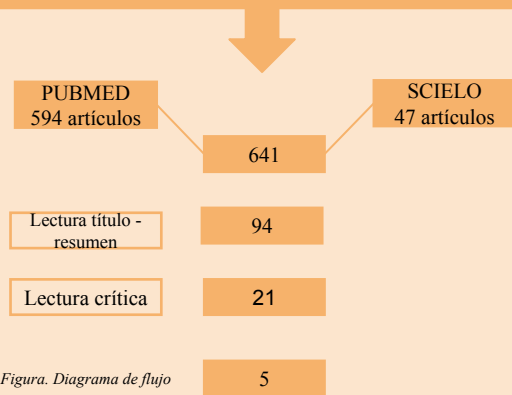 PUBMED
594 artículos
SCIELO
47 artículos
641
Lectura título -
resumen
94
Lectura crítica
21
Figura. Diagrama de flujo
5